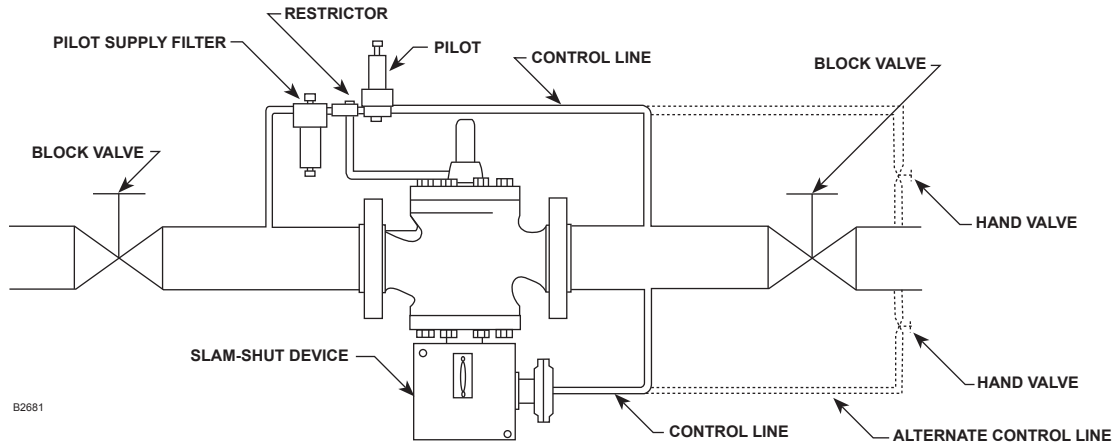 RESTRICTOR
PILOT SUPPLY FILTER
PILOT
CONTROL LINE
BLOCK VALVE
BLOCK VALVE
HAND VALVE
SLAM-SHUT DEVICE
HAND VALVE
B2681
CONTROL LINE
ALTERNATE CONTROL LINE